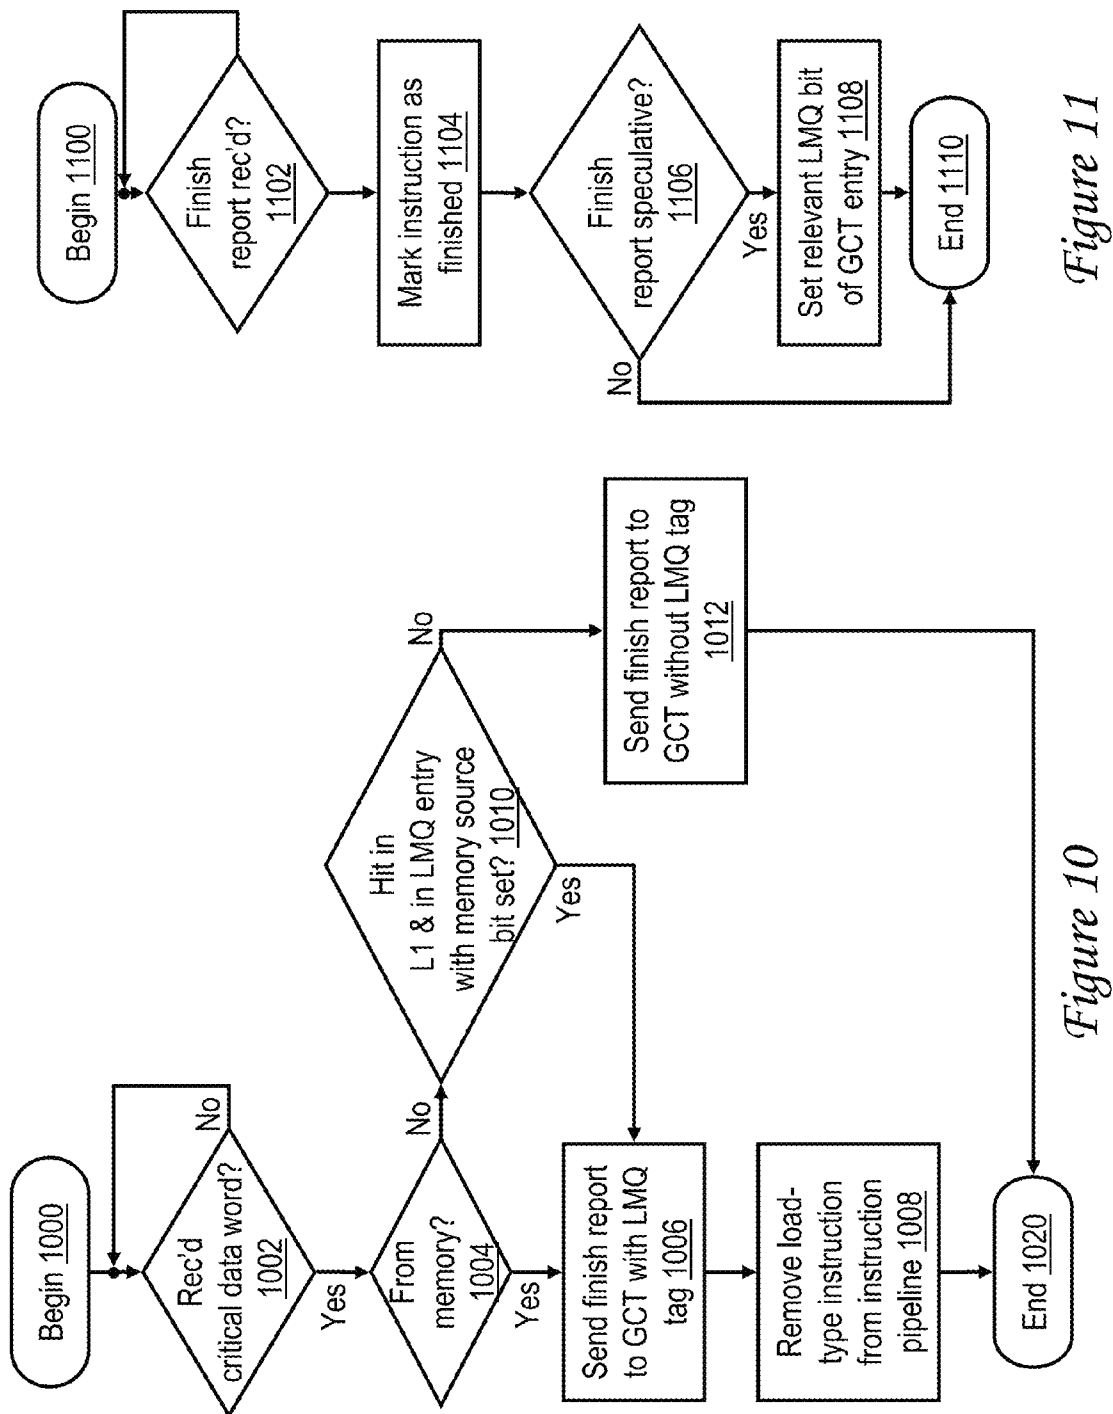 Begin 1000
Rec'd
critical data word?
1002
No
Yes
From
memory?
1004
No
Yes
Hit in
L1 & in LMQ entry
with memory source
bit set? 1010
No
Yes
Send finish report
to GCT with LMQ
tag 1006
Send finish report to
GCT without LMQ tag
1012
Remove load-
type instruction
from instruction
pipeline 1008
End 1020
Figure 10
Begin 1100
Finish
report rec'd?
1102
Mark instruction as
finished 1104
Finish
report speculative?
1106
No
Yes
Set relevant LMQ bit
of GCT entry 1108
End 1110
Figure 11